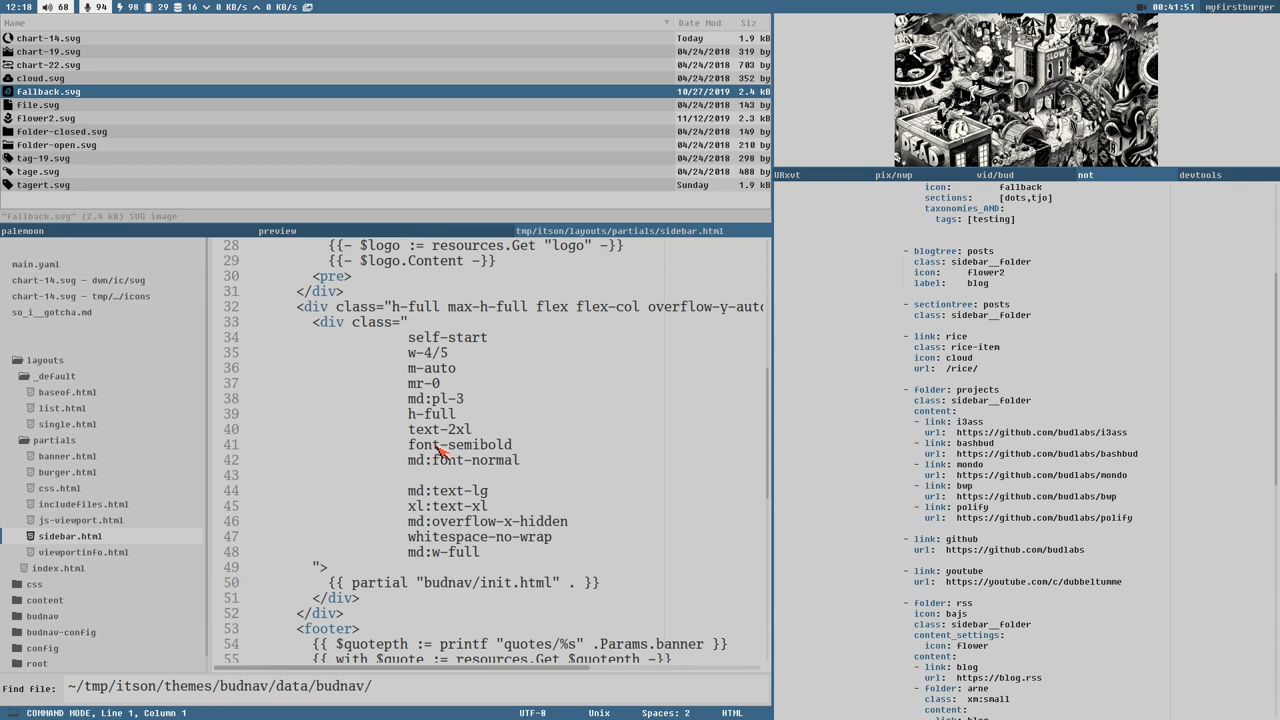 12:18 68 94 98 29 16 0 KB/s 0 KB/s 00:41:51 myfirstburger
Name Date Mod Siz
chart-14.svg Today 1.9 kB
chart-19.svg 04/24/2018 319 by
chart-22.svg 04/24/2018 703 by
cloud.svg 04/24/2018 352 by
fallback.svg 10/27/2019 2.4 kB
file.svg 04/24/2018 143 by
flower2.svg 11/12/2019 2.3 kB
folder-closed.svg 04/24/2018 149 by
folder-open.svg 04/24/2018 210 by
tag-19.svg 04/24/2018 298 by
tage.svg 04/24/2018 488 by
tagert.svg Sunday 1.9 kB
"fallback.svg" (2.4 kB) SVG image
palemoon preview tmp/itson/layouts/partials/sidebar.html
main.yaml
chart-14.svg — dwn/ic/svg
chart-14.svg — tmp/…/icons
so_i__gotcha.md
layouts
_default
baseof.html
list.html
single.html
partials
banner.html
burger.html
css.html
includefiles.html
js-viewport.html
sidebar.html
viewportinfo.html
index.html
css
content
budnav
budnav-config
config
root
28 {{- $logo := resources.Get "logo" -}}
29 {{- $logo.Content -}}
30 <pre>
31 </div>
32 <div class="h-full max-h-full flex flex-col overflow-y-auto
33 <div class="
34 self-start
35 w-4/5
36 m-auto
37 mr-0
38 md:pl-3
39 h-full
40 text-2xl
41 font-semibold
42 md:font-normal
43
44 md:text-lg
45 xl:text-xl
46 md:overflow-x-hidden
47 whitespace-no-wrap
48 md:w-full
49 ">
50 {{ partial "budnav/init.html" . }}
51 </div>
52 </div>
53 <footer>
54 {{ $quotepth := printf "quotes/%s" .Params.banner }}
55 {{ with $quote := resources.Get $quotepth -}}
Find file: ~/tmp/itson/themes/budnav/data/budnav/
COMMAND MODE, Line 1, Column 1 UTF-8 Unix Spaces: 2 HTML
SLOW
DEAD
URxvt pix/nwp vid/bud not devtools
icon: fallback
sections: [dots,tjo]
taxonomies_AND:
tags: [testing]
- blogtree: posts
class: sidebar__folder
icon: flower2
label: blog
- sectiontree: posts
class: sidebar__folder
- link: rice
class: rice-item
icon: cloud
url: /rice/
- folder: projects
class: sidebar__folder
content:
- link: i3ass
url: https://github.com/budlabs/i3ass
- link: bashbud
url: https://github.com/budlabs/bashbud
- link: mondo
url: https://github.com/budlabs/mondo
- link: bwp
url: https://github.com/budlabs/bwp
- link: polify
url: https://github.com/budlabs/polify
- link: github
url: https://github.com/budlabs
- link: youtube
url: https://youtube.com/c/dubbeltumme
- folder: rss
icon: bajs
class: sidebar__folder
content_settings:
icon: flower
content:
- link: blog
url: https://blog.rss
- folder: arne
class: xm:small
content:
- link: blog